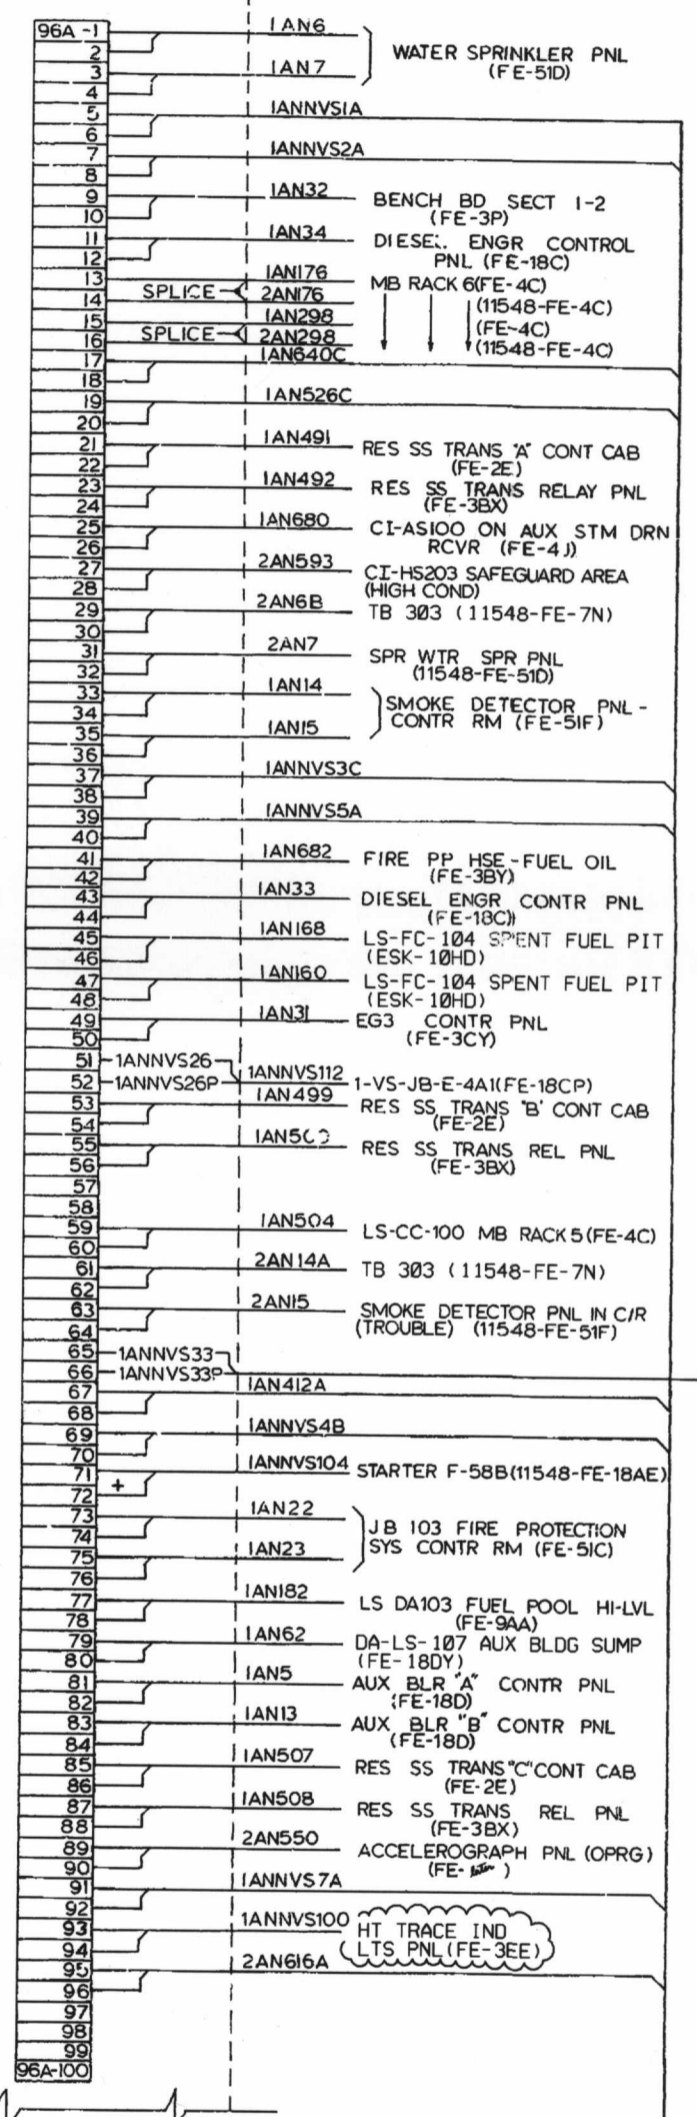 96A-1 1AN6
2 WATER SPRINKLER PNL
3 1AN7 (FE-51D)
4
5 1ANNVS1A
6
7 1ANNVS2A
8
9 1AN32 BENCH BD SECT 1-2
10 (FE-3P)
11 1AN34 DIESEL ENGR CONTROL
12 PNL (FE-18C)
13 1AN176 MB RACK 6(FE-4C)
14 SPLICE 2AN176 (11548-FE-4C)
15 1AN298 (FE-4C)
16 SPLICE 2AN298 (11548-FE-4C)
17 1AN640C
18
19 1AN526C
20
21 1AN491 RES SS TRANS "A" CONT CAB
22 (FE-2E)
23 1AN492 RES SS TRANS RELAY PNL
24 (FE-3BX)
25 1AN680 CI-AS100 ON AUX STM DRN
26 RCVR (FE-4J)
27 2AN593 CI-HS203 SAFEGUARD AREA
28 (HIGH COND)
29 2AN6B TB 303 (11548-FE-7N)
30
31 2AN7 SPR WTR SPR PNL
32 (11548-FE-51D)
33 1AN14 SMOKE DETECTOR PNL-
34 CONTR RM (FE-51F)
35 1AN15
36
37 1ANNVS3C
38
39 1ANNVS5A
40
41 1AN682 FIRE PP HSE-FUEL OIL
42 (FE-3BY)
43 1AN33 DIESEL ENGR CONTR PNL
44 (FE-18C))
45 1AN168 LS-FC-104 SPENT FUEL PIT
46 (ESK-10HD)
47 1AN160 LS-FC-104 SPENT FUEL PIT
48 (ESK-10HD)
49 1AN31 EG3 CONTR PNL
50 (FE-3CY)
51 1ANNVS26 1ANNVS112
52 1ANNVS26P 1-VS-JB-E-4A1(FE-18CP)
53 1AN499 RES SS TRANS "B" CONT CAB
54 (FE-2E)
55 RES SS TRANS REL PNL
56 (FE-3BX)
57
58
59 1AN504 LS-CC-100 MB RACK 5(FE-4C)
60
61 2AN14A TB 303 (11548-FE-7N)
62
63 2AN15 SMOKE DETECTOR PNL IN C/R
64 (TROUBLE) (11548-FE-51F)
65 1ANNVS33
66 1ANNVS33P
67 1AN412A
68
69 1ANNVS4B
70
71 1ANNVS104 STARTER F-58B(11548-FE-18AE)
72 +
73 1AN22 JB 103 FIRE PROTECTION
74 SYS CONTR RM (FE-51C)
75 1AN23
76
77 1AN182 LS DA103 FUEL POOL HI-LVL
78 (FE-9AA)
79 1AN62 DA-LS-107 AUX BLDG SUMP
80 (FE-18DY)
81 1AN5 AUX BLR "A" CONTR PNL
82 (FE-18D)
83 1AN13 AUX BLR "B" CONTR PNL
84 (FE-18D)
85 1AN507 RES SS TRANS "C" CONT CAB
86 (FE-2E)
87 1AN508 RES SS TRANS REL PNL
88 (FE-3BX)
89 2AN550 ACCELEROGRAPH PNL (OPRG)
90 (FE-later)
91 1ANNVS7A
92
93 1ANNVS100 HT TRACE IND
94 LTS PNL(FE-3EE)
95 2AN616A
96
97
98
99
96A-100